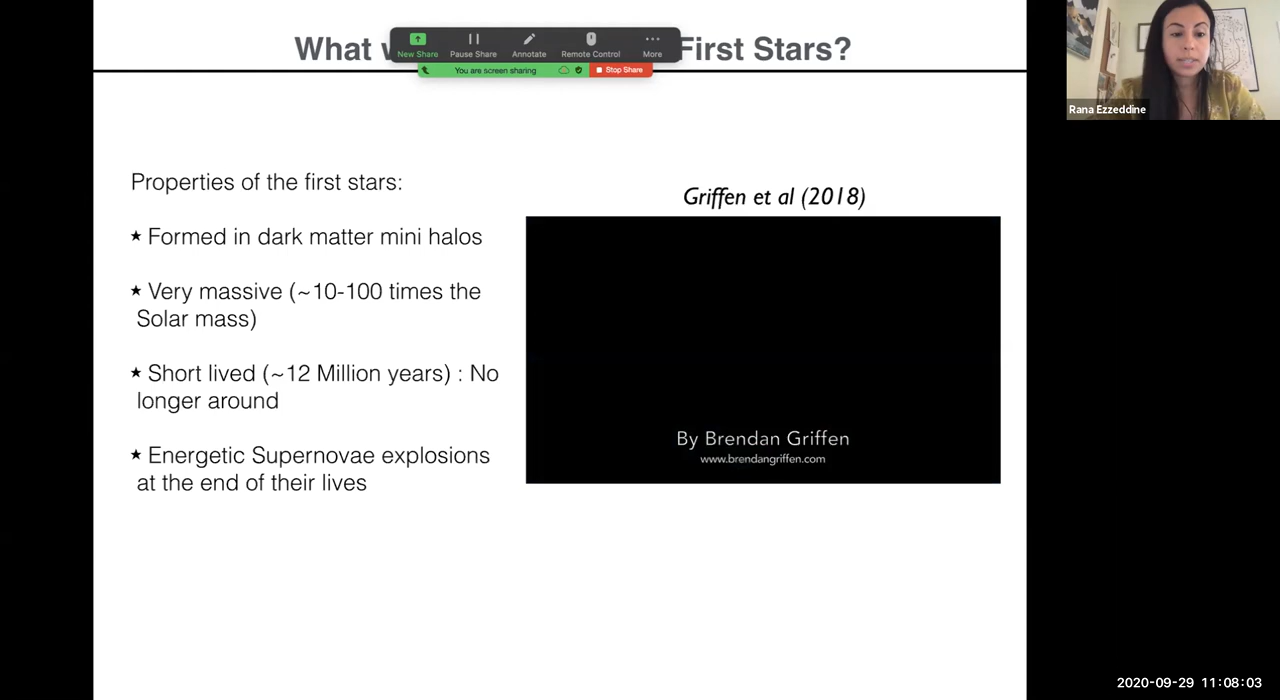 What w First Stars?
New Share Pause Share Annotate Remote Control More
You are screen sharing Stop Share
Rana Ezzeddine
Properties of the first stars:
★ Formed in dark matter mini halos
★ Very massive (~10-100 times the
Solar mass)
★ Short lived (~12 Million years) : No
longer around
★ Energetic Supernovae explosions
at the end of their lives
Griffen et al (2018)
By Brendan Griffen
www.brendangriffen.com
2020-09-29 11:08:03